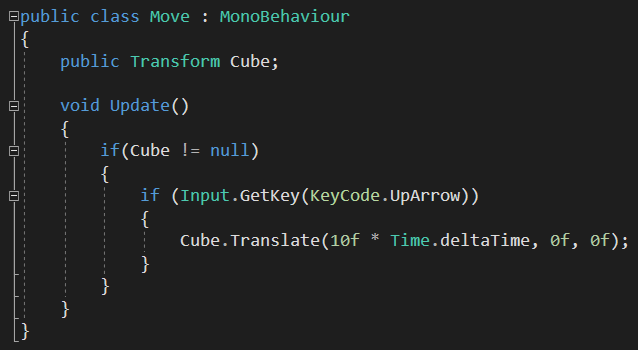 public class Move : MonoBehaviour
{
    public Transform Cube;

    void Update()
    {
        if(Cube != null)
        {
            if (Input.GetKey(KeyCode.UpArrow))
            {
                Cube.Translate(10f * Time.deltaTime, 0f, 0f);
            }
        }
    }
}